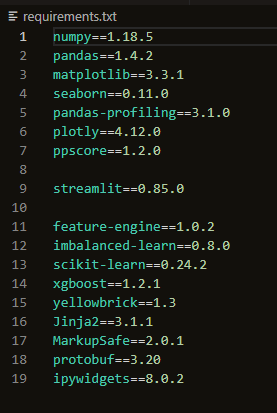 requirements.txt
1 numpy==1.18.5
2 pandas==1.4.2
3 matplotlib==3.3.1
4 seaborn==0.11.0
5 pandas-profiling==3.1.0
6 plotly==4.12.0
7 ppscore==1.2.0
8
9 streamlit==0.85.0
10
11 feature-engine==1.0.2
12 imbalanced-learn==0.8.0
13 scikit-learn==0.24.2
14 xgboost==1.2.1
15 yellowbrick==1.3
16 Jinja2==3.1.1
17 MarkupSafe==2.0.1
18 protobuf==3.20
19 ipywidgets==8.0.2